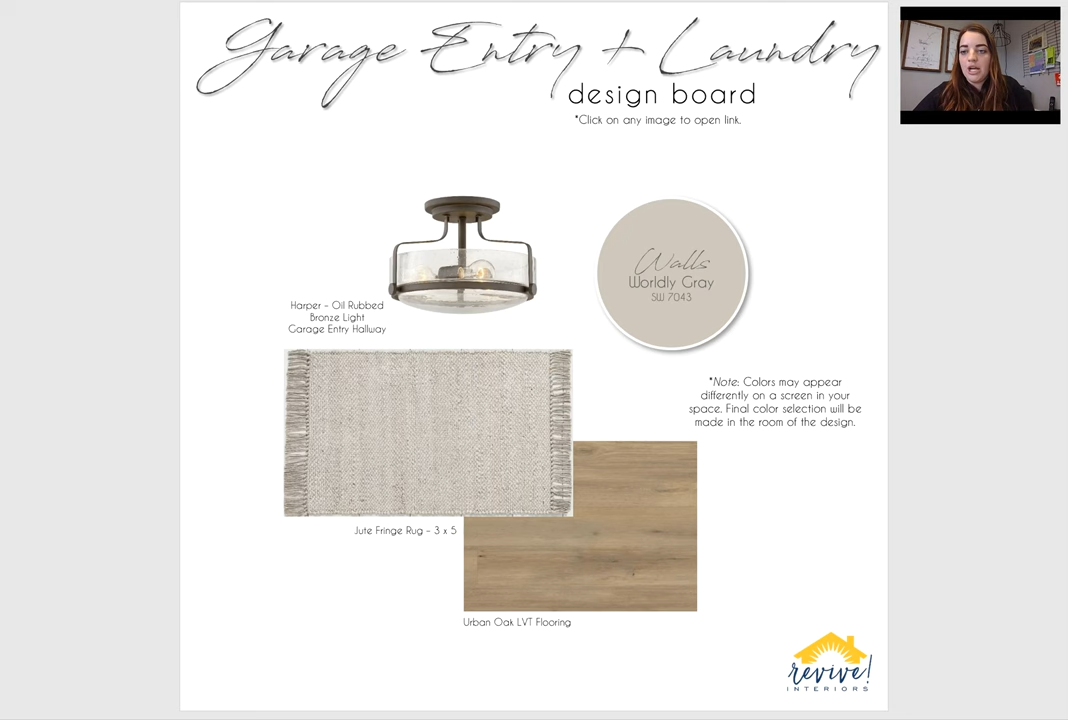 Garage Entry + Laundry
design board
*Click on any image to open link.
Harper - Oil Rubbed
Bronze Light
Garage Entry Hallway
Walls
Worldly Gray
SW 7043
*Note: Colors may appear
differently on a screen in your
space. Final color selection will be
made in the room of the design.
Jute Fringe Rug - 3 x 5
Urban Oak LVT Flooring
revive!
INTERIORS